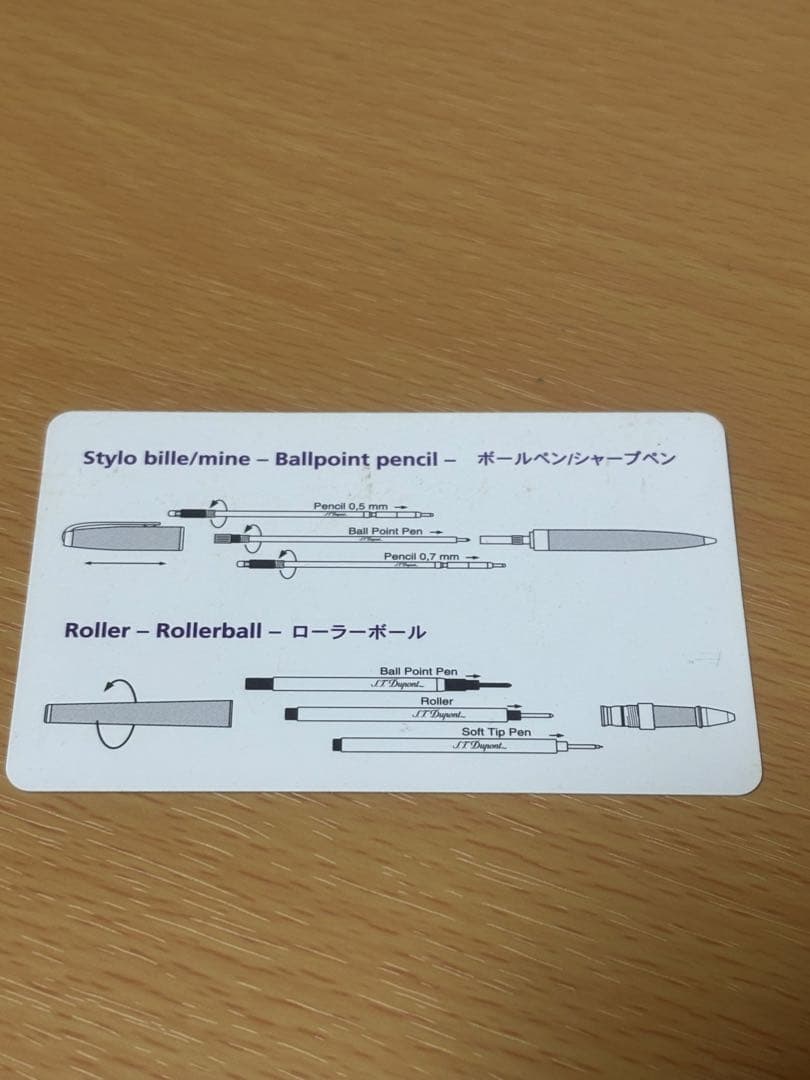 Stylo bille/mine – Ballpoint pencil – ボールペン/シャープペン
Pencil 0,5 mm
S.T. Dupont
Ball Point Pen
S.T. Dupont
Pencil 0,7 mm
S.T. Dupont
Roller – Rollerball – ローラーボール
Ball Point Pen
S.T. Dupont
Roller
S.T. Dupont
Soft Tip Pen
S.T. Dupont